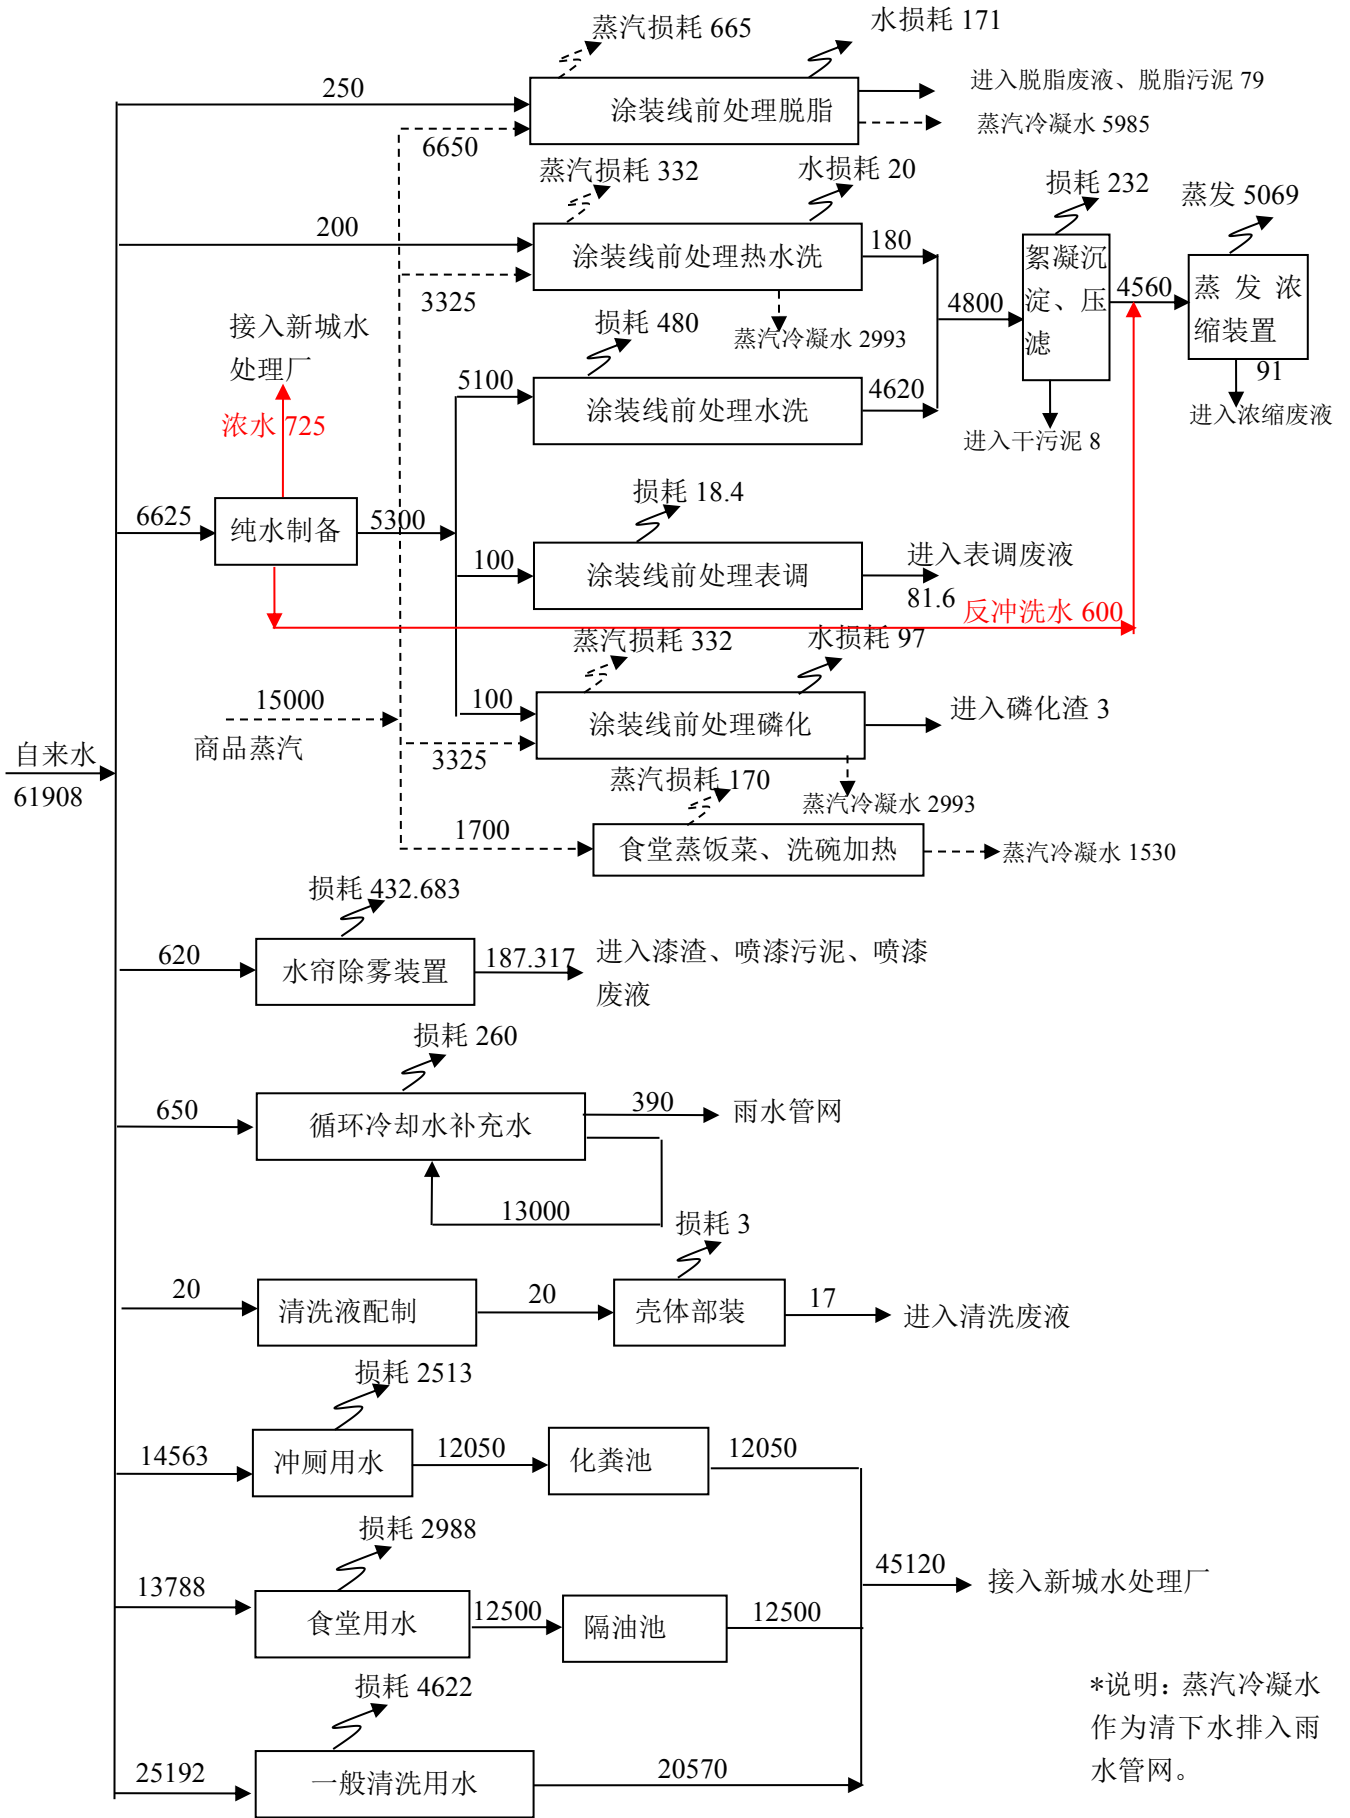 蒸汽损耗 665
水损耗 171
250
涂装线前处理脱脂
进入脱脂废液、脱脂污泥 79
蒸汽冷凝水 5985
6650
蒸汽损耗 332
水损耗 20
损耗 232
蒸发 5069
200
涂装线前处理热水洗
180
絮凝沉
淀、压
滤
4560
蒸发浓
缩装置
3325
4800
蒸汽冷凝水 2993
接入新城水
处理厂
损耗 480
5100
涂装线前处理水洗
4620
91
进入浓缩废液
进入干污泥 8
浓水 725
损耗 18.4
6625
纯水制备
5300
100
涂装线前处理表调
进入表调废液
81.6
反冲洗水 600
蒸汽损耗 332
水损耗 97
15000
商品蒸汽
100
涂装线前处理磷化
进入磷化渣 3
3325
自来水
61908
蒸汽损耗 170
蒸汽冷凝水 2993
1700
食堂蒸饭菜、洗碗加热
蒸汽冷凝水 1530
损耗 432.683
620
水帘除雾装置
187.317
进入漆渣、喷漆污泥、喷漆
废液
损耗 260
650
循环冷却水补充水
390
雨水管网
13000
损耗 3
20
清洗液配制
20
壳体部装
17
进入清洗废液
损耗 2513
14563
冲厕用水
12050
化粪池
12050
损耗 2988
45120
接入新城水处理厂
13788
食堂用水
12500
隔油池
12500
损耗 4622
25192
一般清洗用水
20570
*说明：蒸汽冷凝水
作为清下水排入雨
水管网。